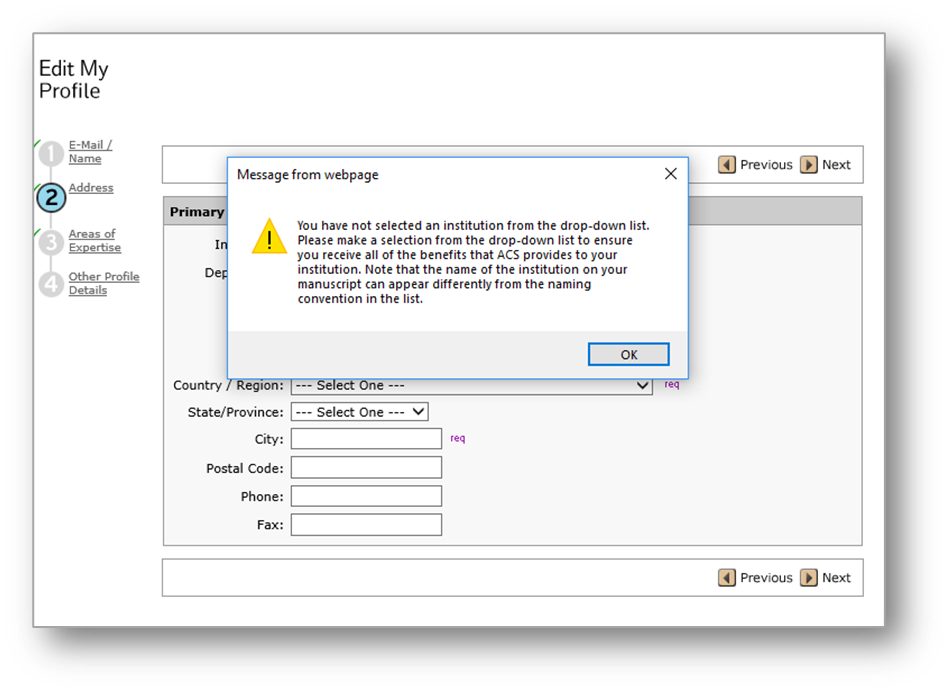 Edit My
Profile
1
E-Mail /
Name
2
Address
3
Areas of
Expertise
4
Other Profile
Details
Previous Next
Message from webpage
You have not selected an institution from the drop-down list.
Please make a selection from the drop-down list to ensure
you receive all of the benefits that ACS provides to your
institution. Note that the name of the institution on your
manuscript can appear differently from the naming
convention in the list.
OK
Primary
In
Dep
Country / Region: --- Select One --- req
State/Province: --- Select One ---
City: req
Postal Code:
Phone:
Fax:
Previous Next